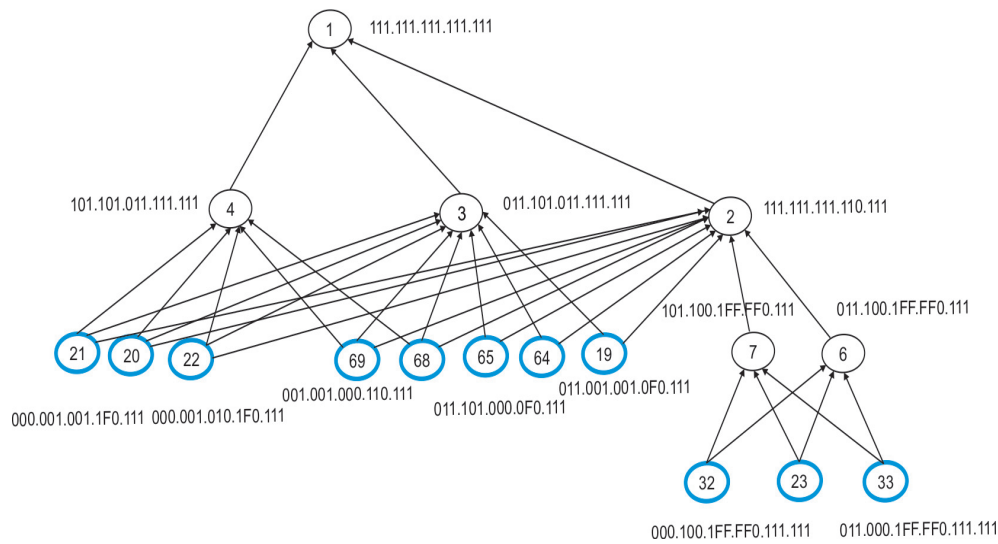 1 111.111.111.111.111
101.101.011.111.111 4 3 011.101.011.111.111 2 111.111.111.110.111
101.100.1FF.FF0.111 011.100.1FF.FF0.111
21 20 22 69 68 65 64 19 7 6
001.001.000.110.111 011.001.001.0F0.111
000.001.001.1F0.111 000.001.010.1F0.111 011.101.000.0F0.111
32 23 33
000.100.1FF.FF0.111.111 011.000.1FF.FF0.111.111